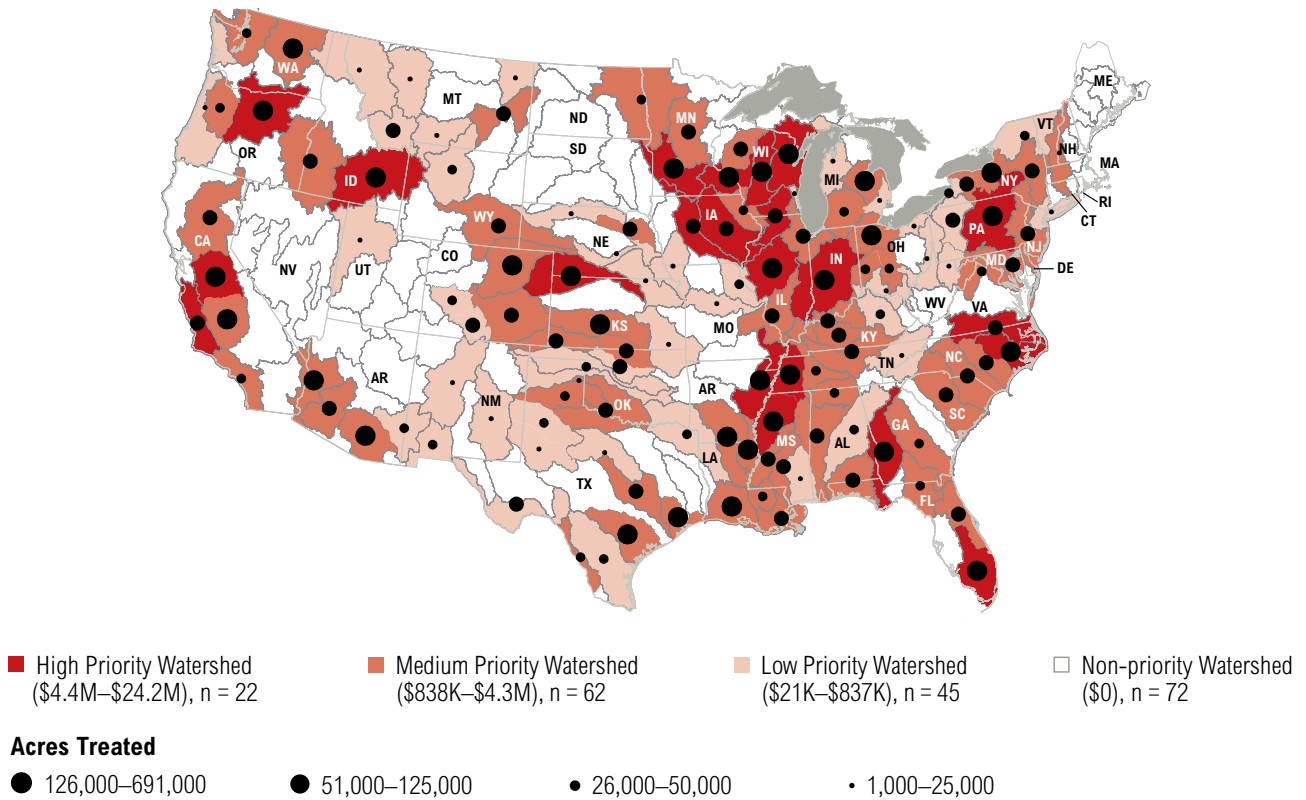 WA
MT
ND
MN
ME
VT
NH
MA
OR
SD
WI
MI
NY
RI
CT
ID
WY
IA
PA
NJ
CA
NE
OH
MD
DE
NV
UT
CO
IN
IL
WV
VA
KS
MO
KY
AR
NM
OK
AR
TN
NC
SC
MS
AL
GA
LA
TX
FL
High Priority Watershed
($4.4M–$24.2M), n = 22
Medium Priority Watershed
($838K–$4.3M), n = 62
Low Priority Watershed
($21K–$837K), n = 45
Non-priority Watershed
($0), n = 72
Acres Treated
126,000–691,000
51,000–125,000
26,000–50,000
1,000–25,000